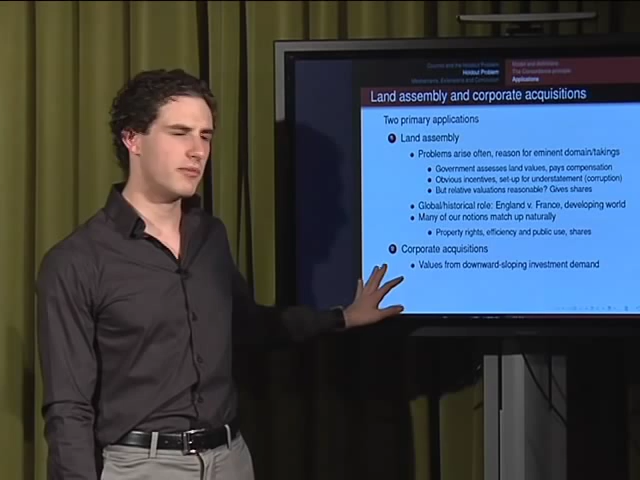 Cournot and the Holdout Problem
Holdout Problem
Mechanisms, Extensions and Conclusion
Model and definitions
The Concordance principle
Applications
Land assembly and corporate acquisitions
Two primary applications
Land assembly
Problems arise often, reason for eminent domain/takings
Government assesses land values, pays compensation
Obvious incentives, set-up for understatement (corruption)
But relative valuations reasonable? Gives shares
Global/historical role: England v. France, developing world
Many of our notions match up naturally
Property rights, efficiency and public use, shares
Corporate acquisitions
Values from downward-sloping investment demand